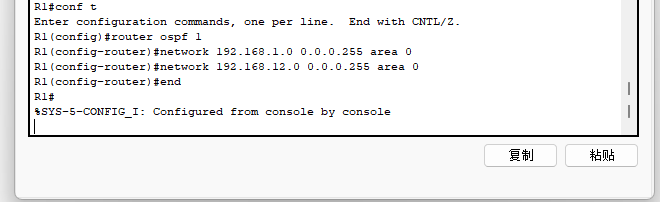 R1#conf t
Enter configuration commands, one per line.  End with CNTL/Z.
R1(config)#router ospf 1
R1(config-router)#network 192.168.1.0 0.0.0.255 area 0
R1(config-router)#network 192.168.12.0 0.0.0.255 area 0
R1(config-router)#end
R1#
%SYS-5-CONFIG_I: Configured from console by console
复制 粘贴